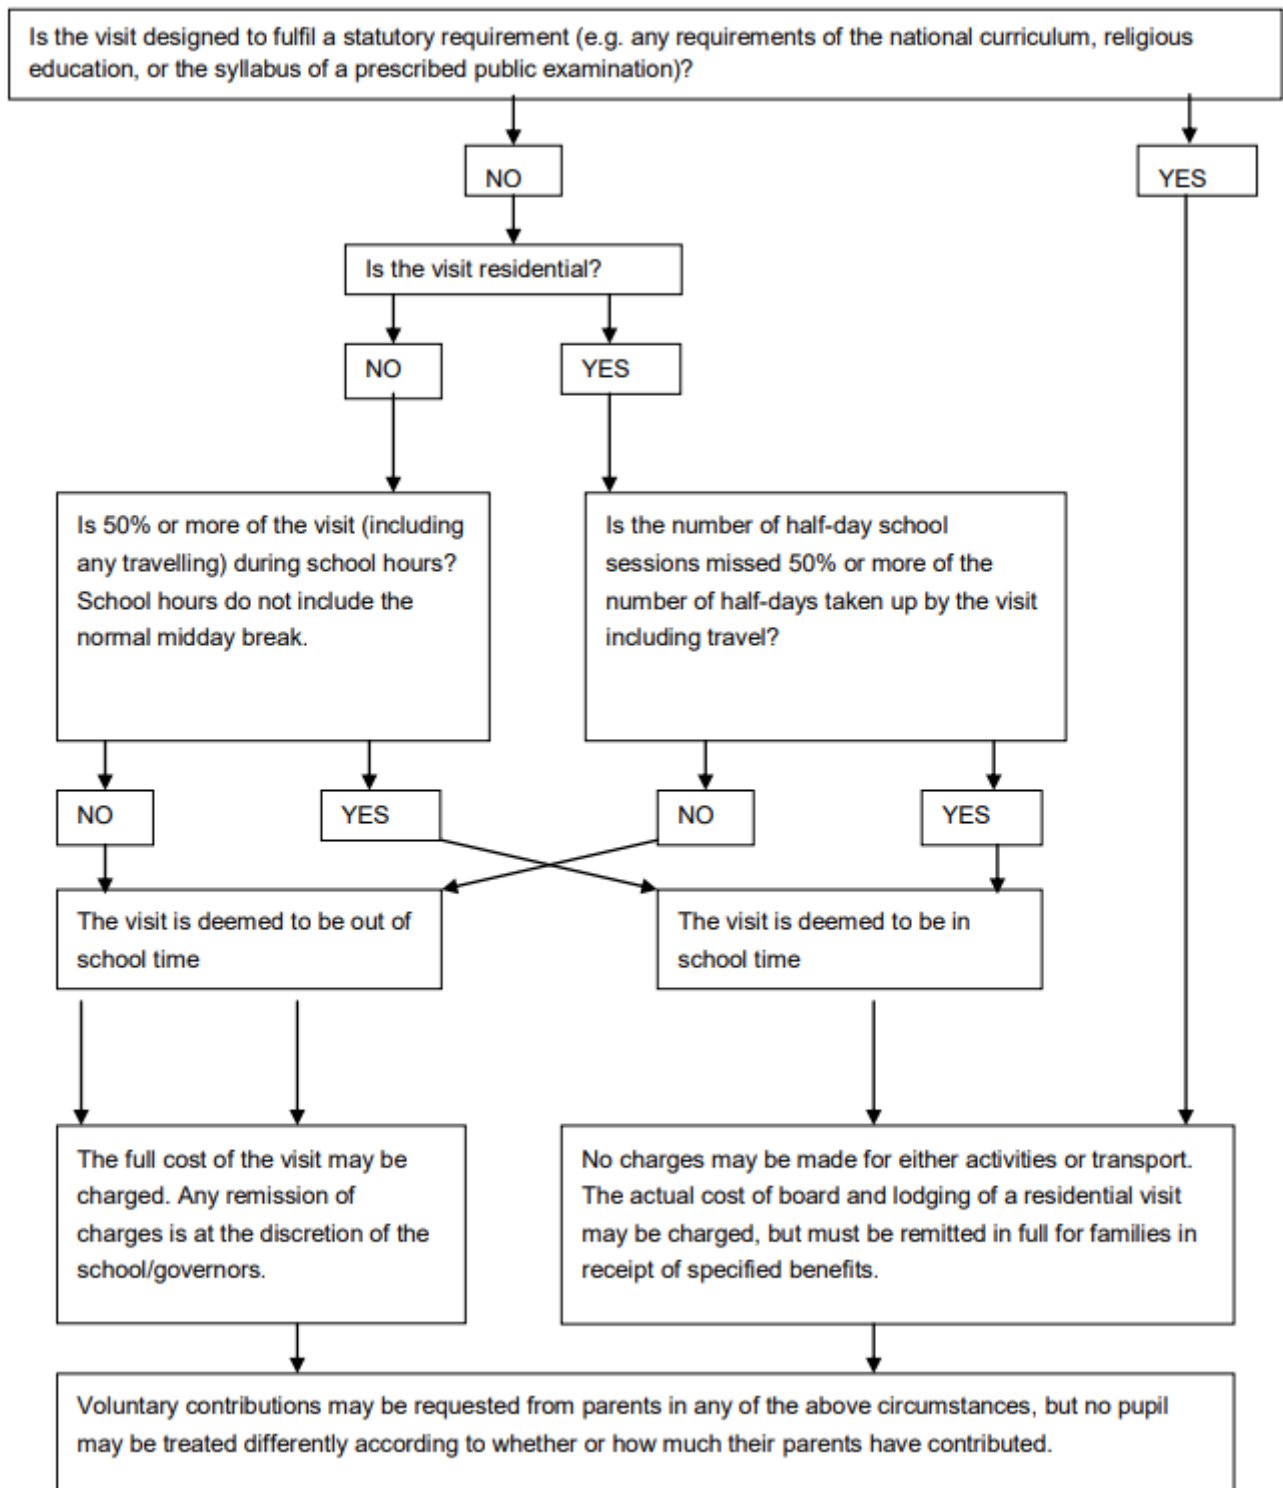 Is the visit designed to fulfil a statutory requirement (e.g. any requirements of the national curriculum, religious
education, or the syllabus of a prescribed public examination)?
NO
YES
Is the visit residential?
NO
YES
Is 50% or more of the visit (including
any travelling) during school hours?
School hours do not include the
normal midday break.
Is the number of half-day school
sessions missed 50% or more of the
number of half-days taken up by the visit
including travel?
NO
YES
NO
YES
The visit is deemed to be out of
school time
The visit is deemed to be in
school time
The full cost of the visit may be
charged. Any remission of
charges is at the discretion of the
school/governors.
No charges may be made for either activities or transport.
The actual cost of board and lodging of a residential visit
may be charged, but must be remitted in full for families in
receipt of specified benefits.
Voluntary contributions may be requested from parents in any of the above circumstances, but no pupil
may be treated differently according to whether or how much their parents have contributed.